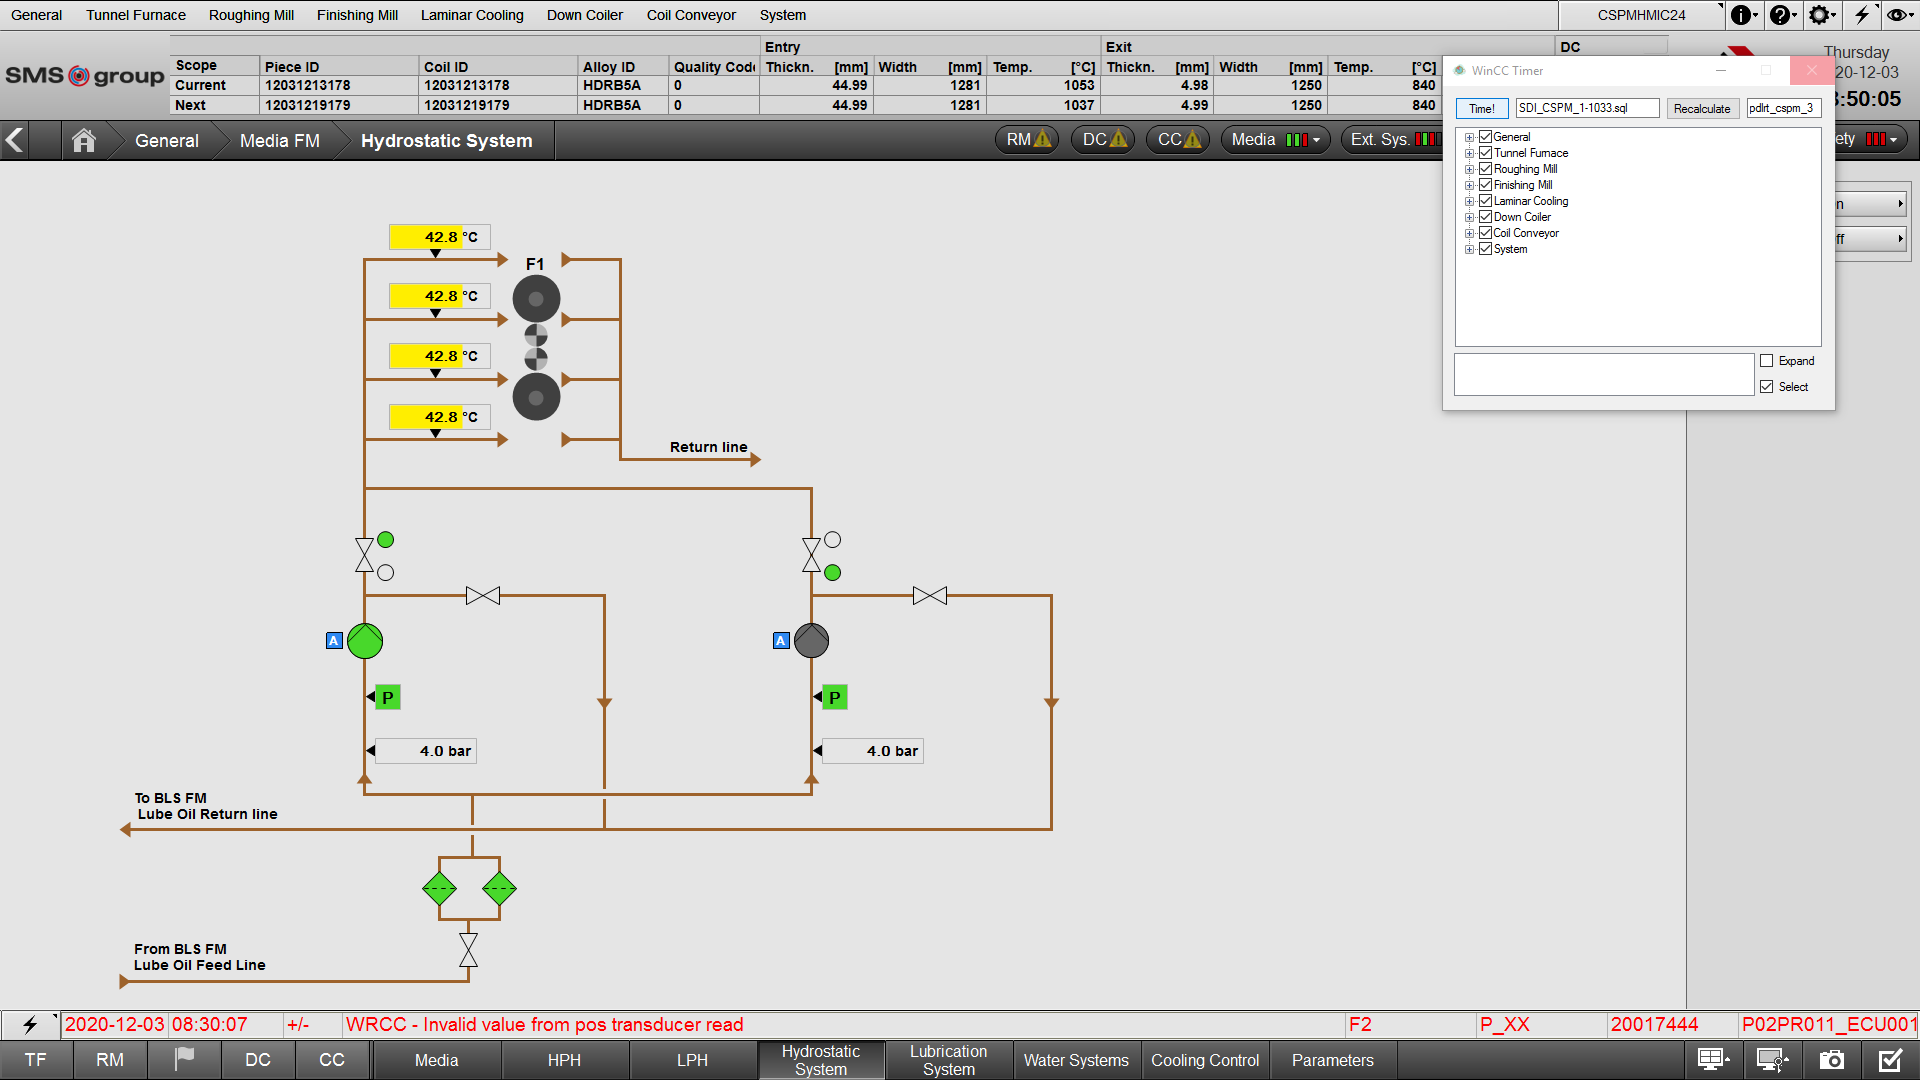 General Tunnel Furnace Roughing Mill Finishing Mill Laminar Cooling Down Coiler Coil Conveyor System CSPMHMIC24
SMS group
Entry Exit DC
Scope Piece ID Coil ID Alloy ID Quality Code Thickn. [mm] Width [mm] Temp. [°C] Thickn. [mm] Width [mm] Temp. [°C]
Current 12031213178 12031213178 HDRB5A 0 44.99 1281 1053 4.98 1250 840
Next 12031219179 12031219179 HDRB5A 0 44.99 1281 1037 4.99 1250 840
Thursday
20-12-03
:50:05
General Media FM Hydrostatic System RM DC CC Media Ext. Sys. ety
WinCC Timer
Time! SDI_CSPM_1-1033.sql Recalculate pdlrt_cspm_3
General
Tunnel Furnace
Roughing Mill
Finishing Mill
Laminar Cooling
Down Coiler
Coil Conveyor
System
Expand
Select
n
ff
42.8 °C
F1
42.8 °C
42.8 °C
42.8 °C
Return line
A A
P P
4.0 bar 4.0 bar
To BLS FM
Lube Oil Return line
From BLS FM
Lube Oil Feed Line
2020-12-03 08:30:07 +/- WRCC - Invalid value from pos transducer read F2 P_XX 20017444 P02PR011_ECU001
TF RM DC CC Media HPH LPH Hydrostatic System Lubrication System Water Systems Cooling Control Parameters